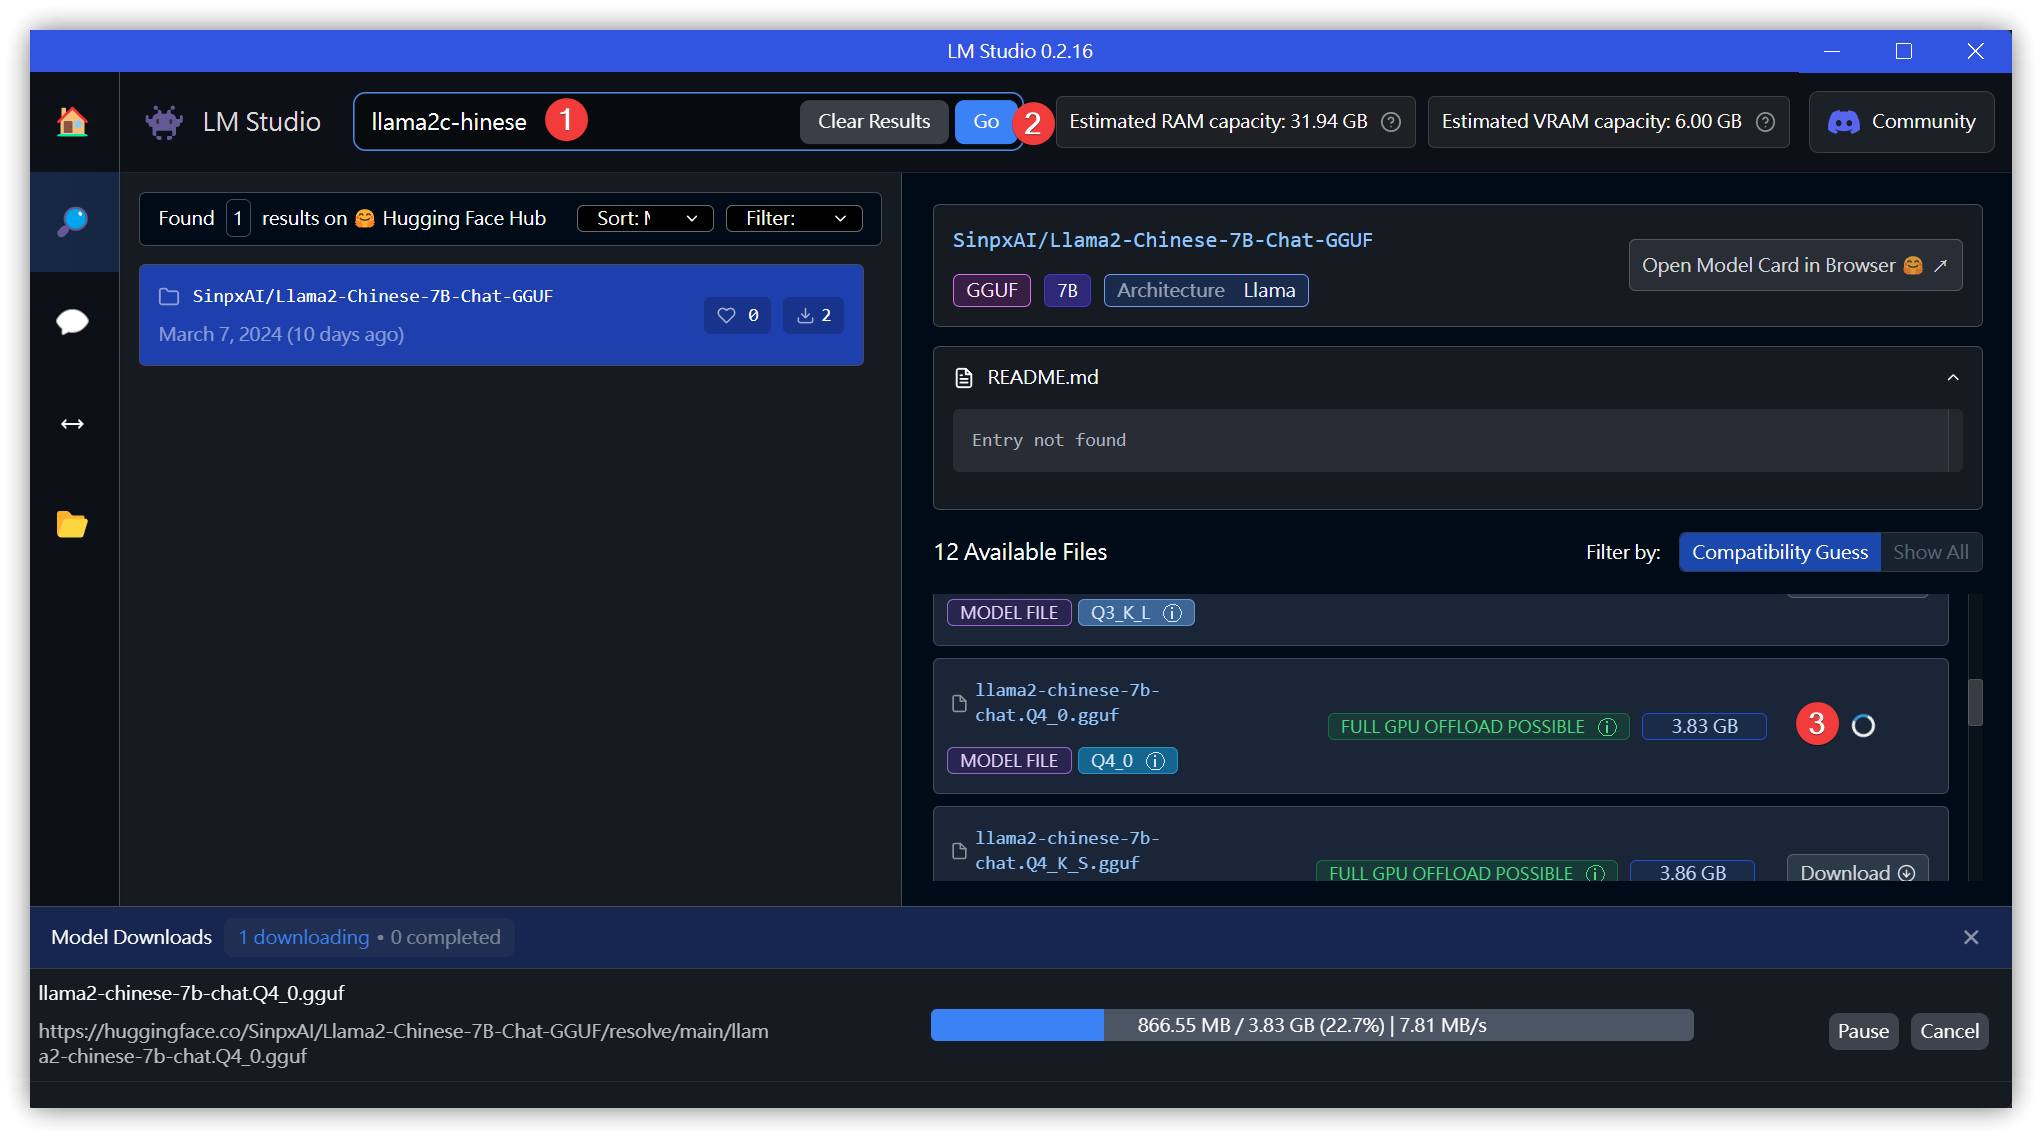 LM Studio 0.2.16
LM Studio
llama2c-hinese
1
Clear Results
Go
2
Estimated RAM capacity: 31.94 GB
Estimated VRAM capacity: 6.00 GB
Community
Found 1 results on 🤗 Hugging Face Hub
Sort:
Filter:
SinpxAI/Llama2-Chinese-7B-Chat-GGUF
March 7, 2024 (10 days ago)
0
2
SinpxAI/Llama2-Chinese-7B-Chat-GGUF
GGUF
7B
Architecture Llama
Open Model Card in Browser 🤗 ↗
README.md
Entry not found
12 Available Files
Filter by:
Compatibility Guess
Show All
MODEL FILE
Q3_K_L
llama2-chinese-7b-
chat.Q4_0.gguf
FULL GPU OFFLOAD POSSIBLE
3.83 GB
3
MODEL FILE
Q4_0
llama2-chinese-7b-
chat.Q4_K_S.gguf
FULL GPU OFFLOAD POSSIBLE
3.86 GB
Download
Model Downloads
1 downloading • 0 completed
llama2-chinese-7b-chat.Q4_0.gguf
https://huggingface.co/SinpxAI/Llama2-Chinese-7B-Chat-GGUF/resolve/main/llam
a2-chinese-7b-chat.Q4_0.gguf
866.55 MB / 3.83 GB (22.7%) | 7.81 MB/s
Pause
Cancel